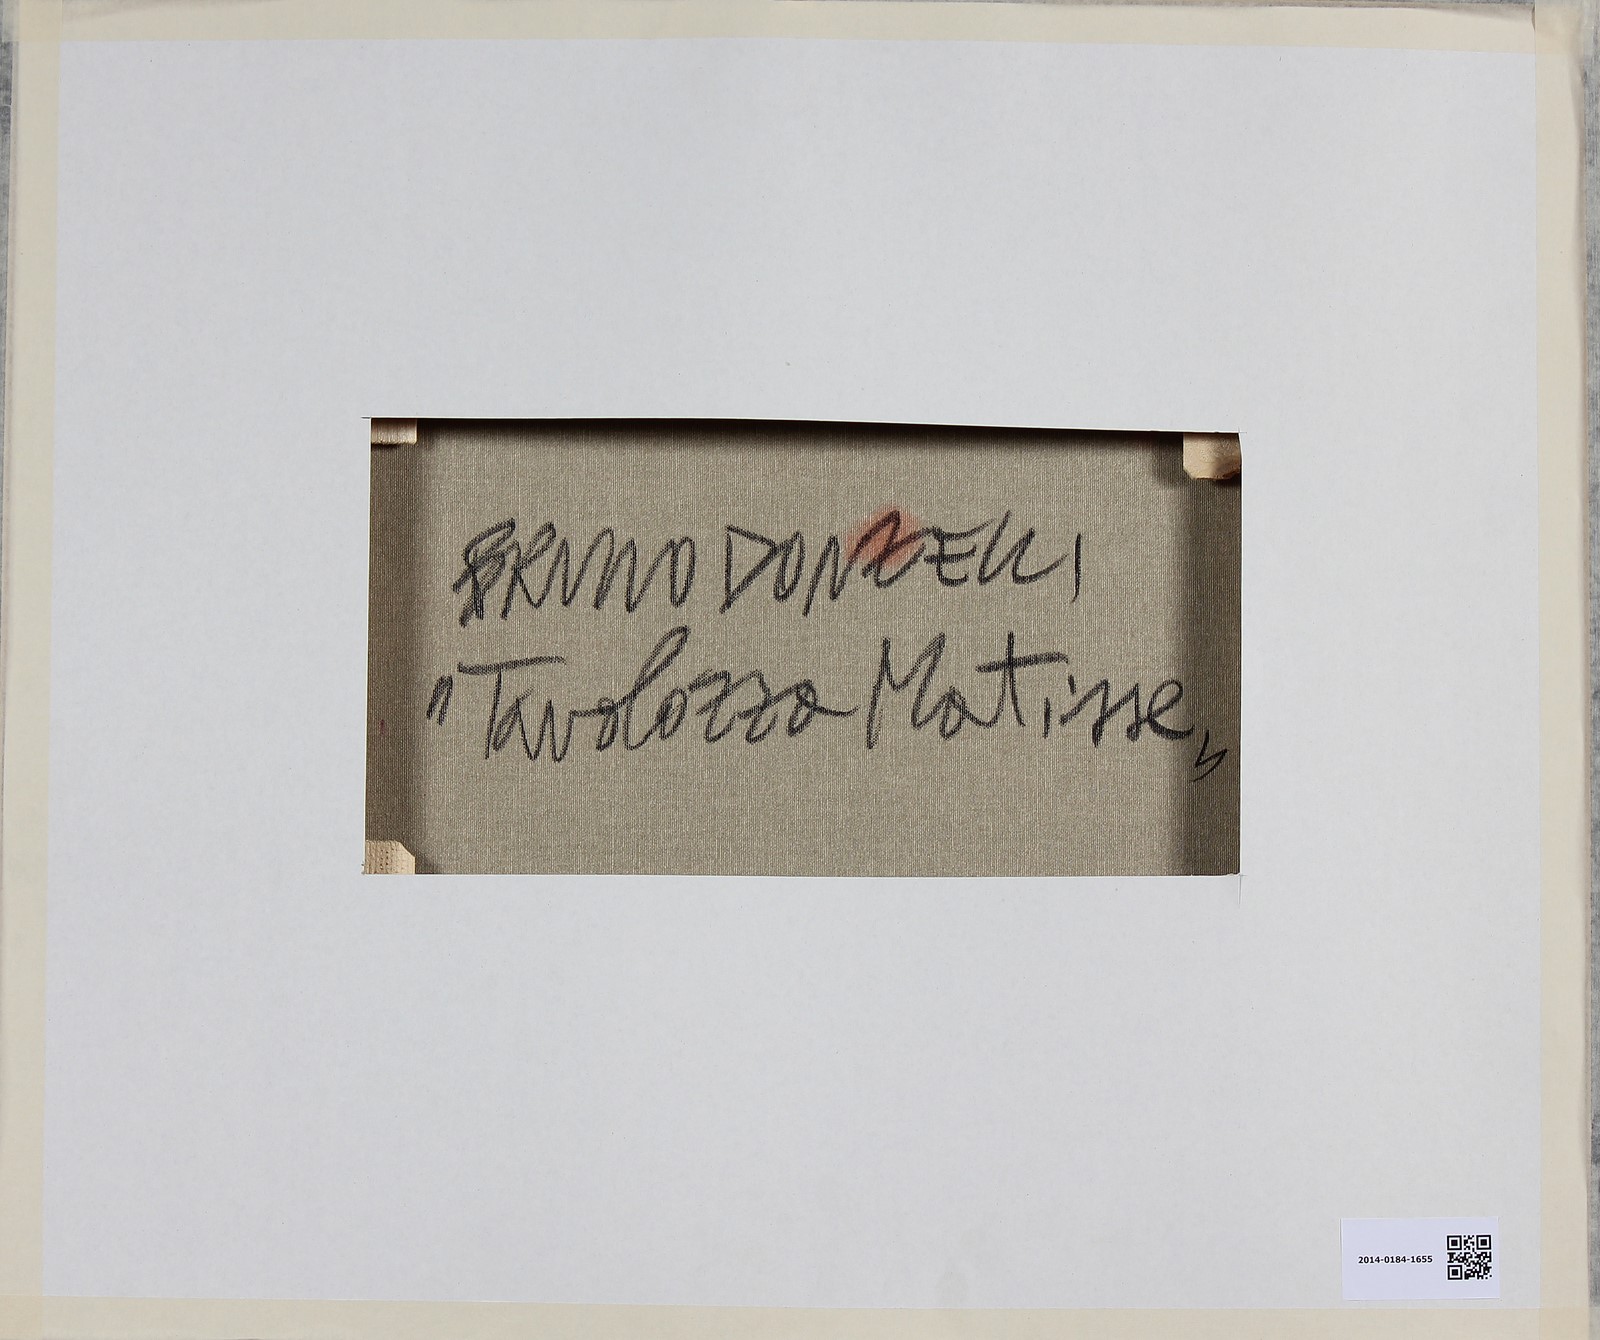 BRUNO DONZELLI
"Tavolozza Matisse"
2014-0184-1655